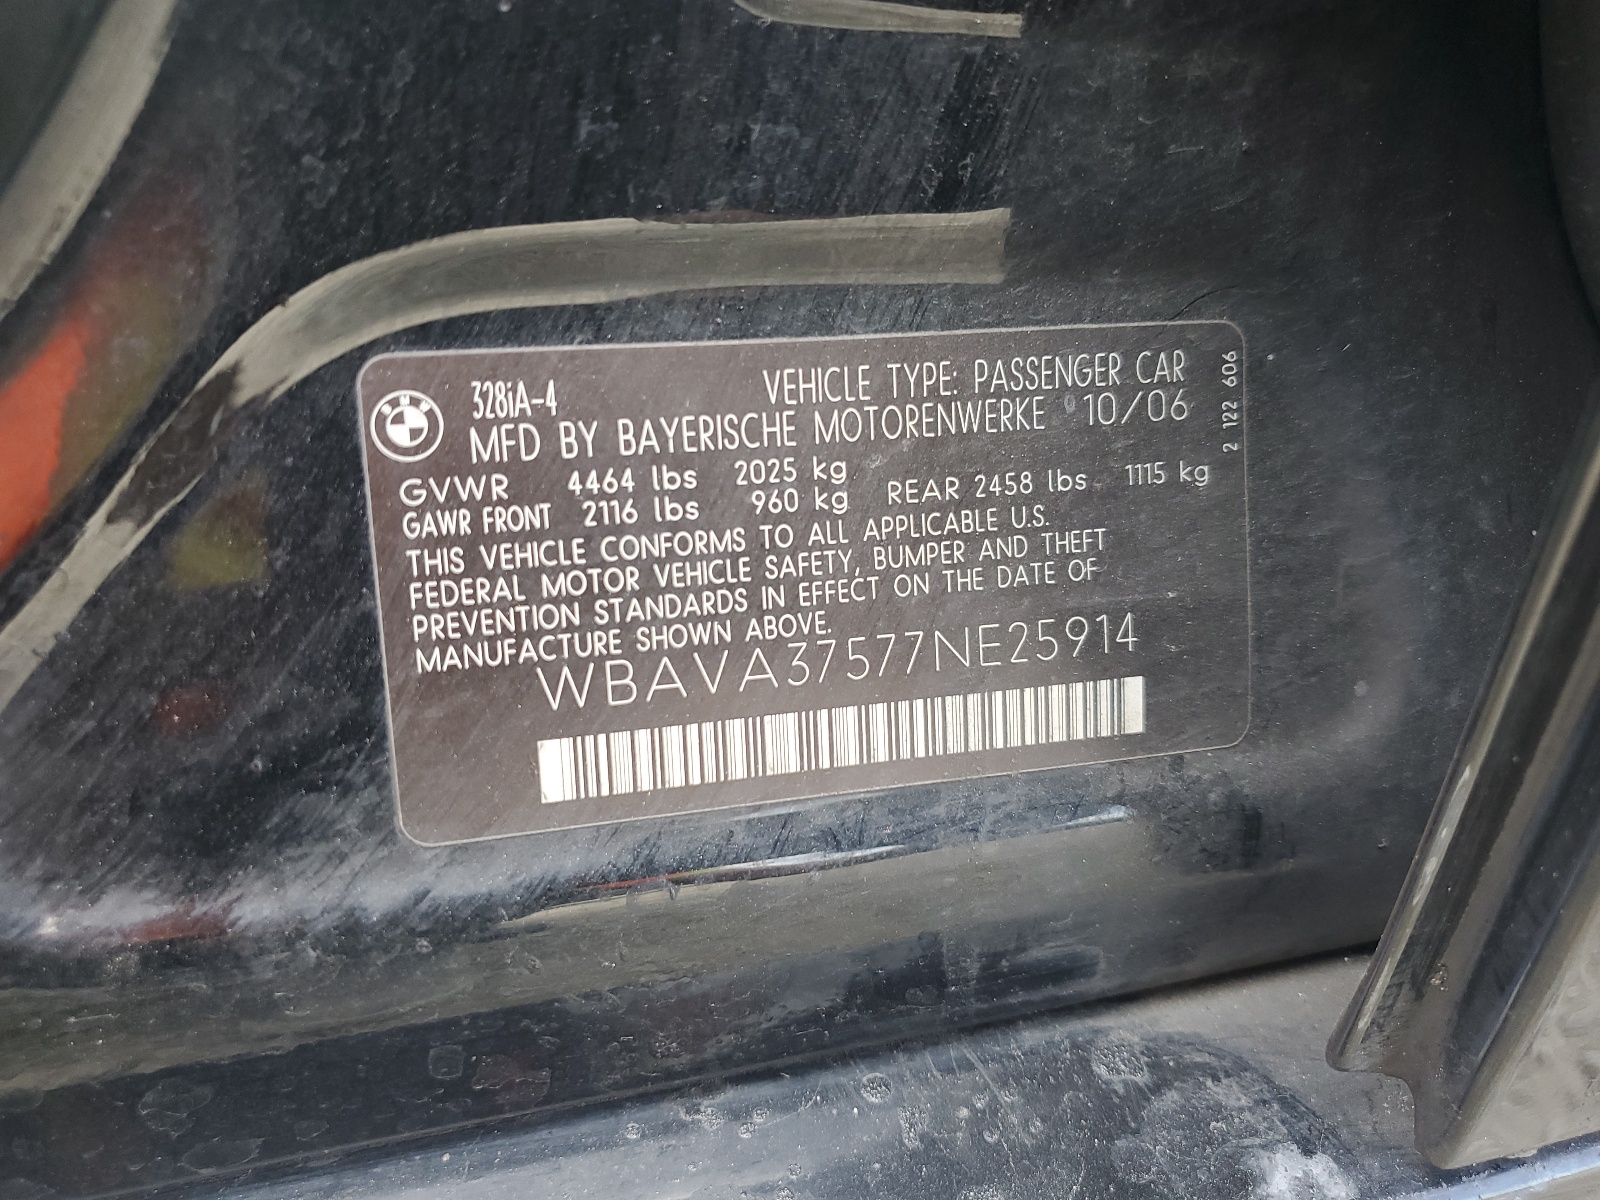 328iA-4 VEHICLE TYPE: PASSENGER CAR
MFD BY BAYERISCHE MOTORENWERKE 10/06
GVWR 4464 lbs 2025 kg
GAWR FRONT 2116 lbs 960 kg REAR 2458 lbs 1115 kg
THIS VEHICLE CONFORMS TO ALL APPLICABLE U.S.
FEDERAL MOTOR VEHICLE SAFETY, BUMPER AND THEFT
PREVENTION STANDARDS IN EFFECT ON THE DATE OF
MANUFACTURE SHOWN ABOVE.
WBAVA37577NE25914
2 122 606